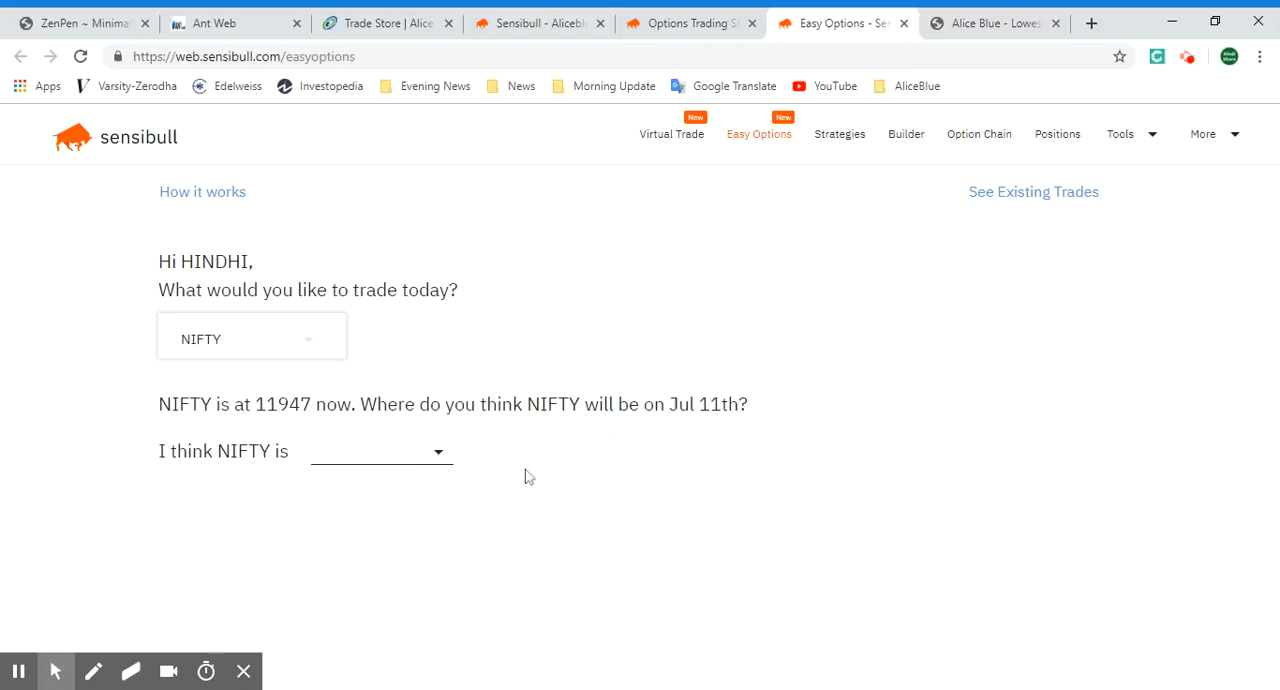 ZenPen ~ Minima
Ant Web
Trade Store | Alice
Sensibull - Aliceblu
Options Trading St
Easy Options - Sen
Alice Blue - Lowest
https://web.sensibull.com/easyoptions
Apps
Varsity-Zerodha
Edelweiss
Investopedia
Evening News
News
Morning Update
Google Translate
YouTube
AliceBlue
sensibull
New
New
Virtual Trade
Easy Options
Strategies
Builder
Option Chain
Positions
Tools
More
How it works
See Existing Trades
Hi HINDHI,
What would you like to trade today?
NIFTY
NIFTY is at 11947 now. Where do you think NIFTY will be on Jul 11th?
I think NIFTY is